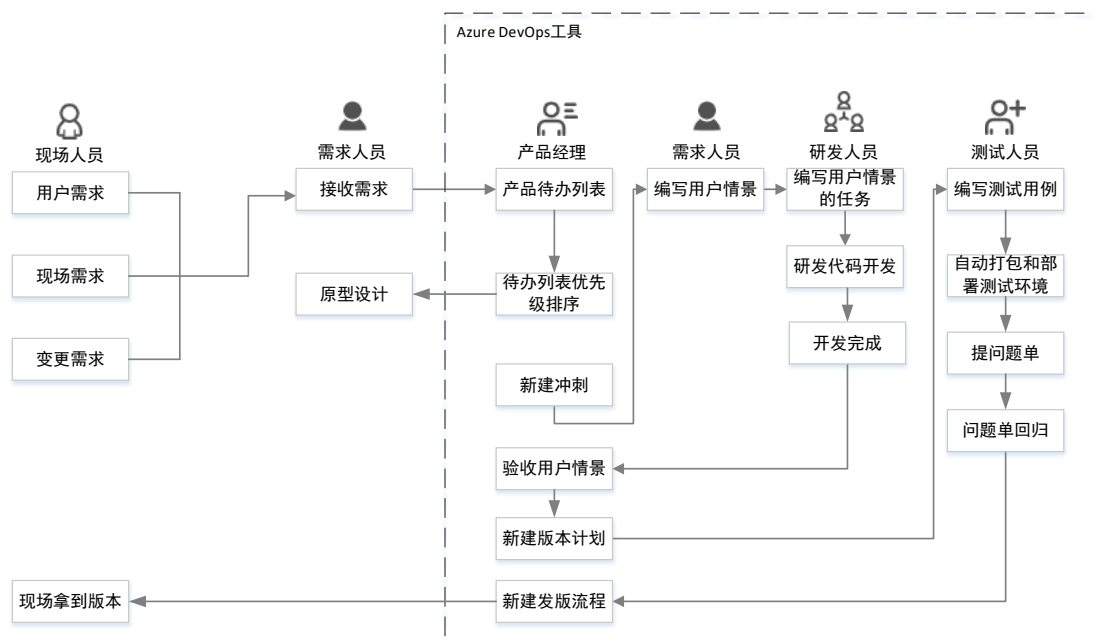 Azure DevOps工具
现场人员
需求人员
产品经理
需求人员
研发人员
测试人员
用户需求
接收需求
产品待办列表
编写用户情景
编写用户情景
的任务
编写测试用例
现场需求
原型设计
待办列表优先
级排序
研发代码开发
自动打包和部
署测试环境
变更需求
开发完成
提问题单
新建冲刺
问题单回归
验收用户情景
新建版本计划
现场拿到版本
新建发版流程